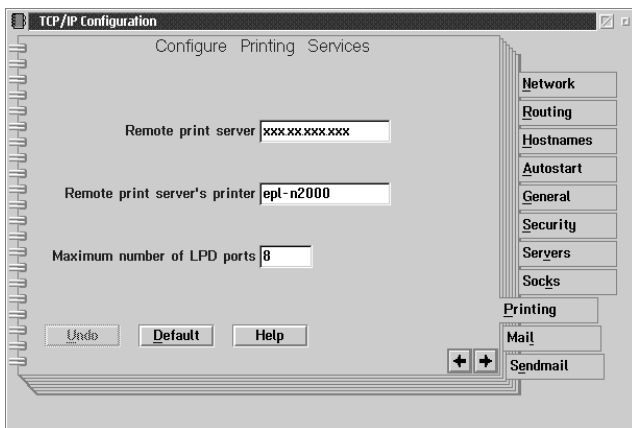 TCP/IP Configuration
Configure Printing Services
Remote print server xxx.xx.xxx.xxx
Remote print server's printer epl-n2000
Maximum number of LPD ports 8
Undo Default Help
Network
Routing
Hostnames
Autostart
General
Security
Servers
Socks
Printing
Mail
Sendmail